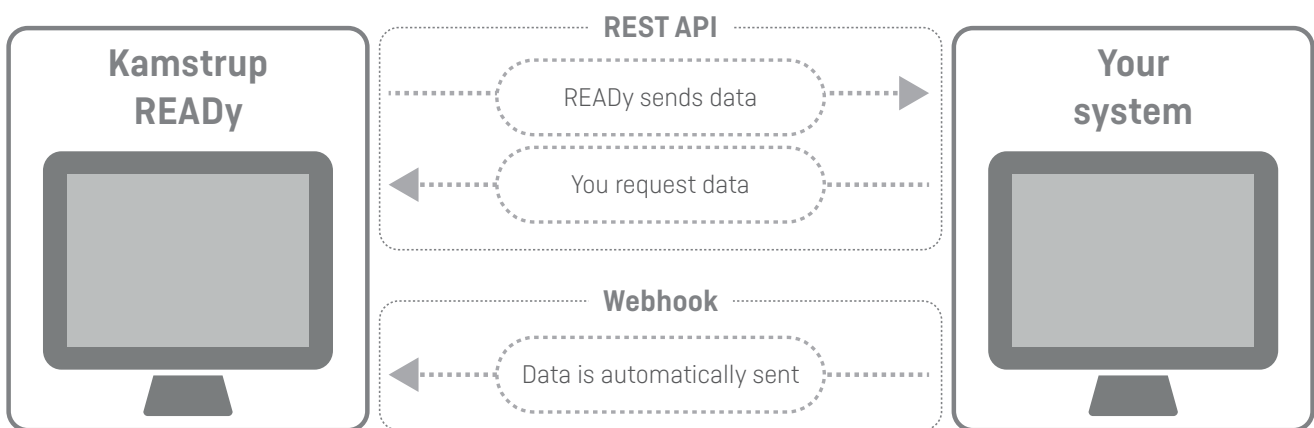 Kamstrup
READy
REST API
READy sends data
You request data
Webhook
Data is automatically sent
Your
system